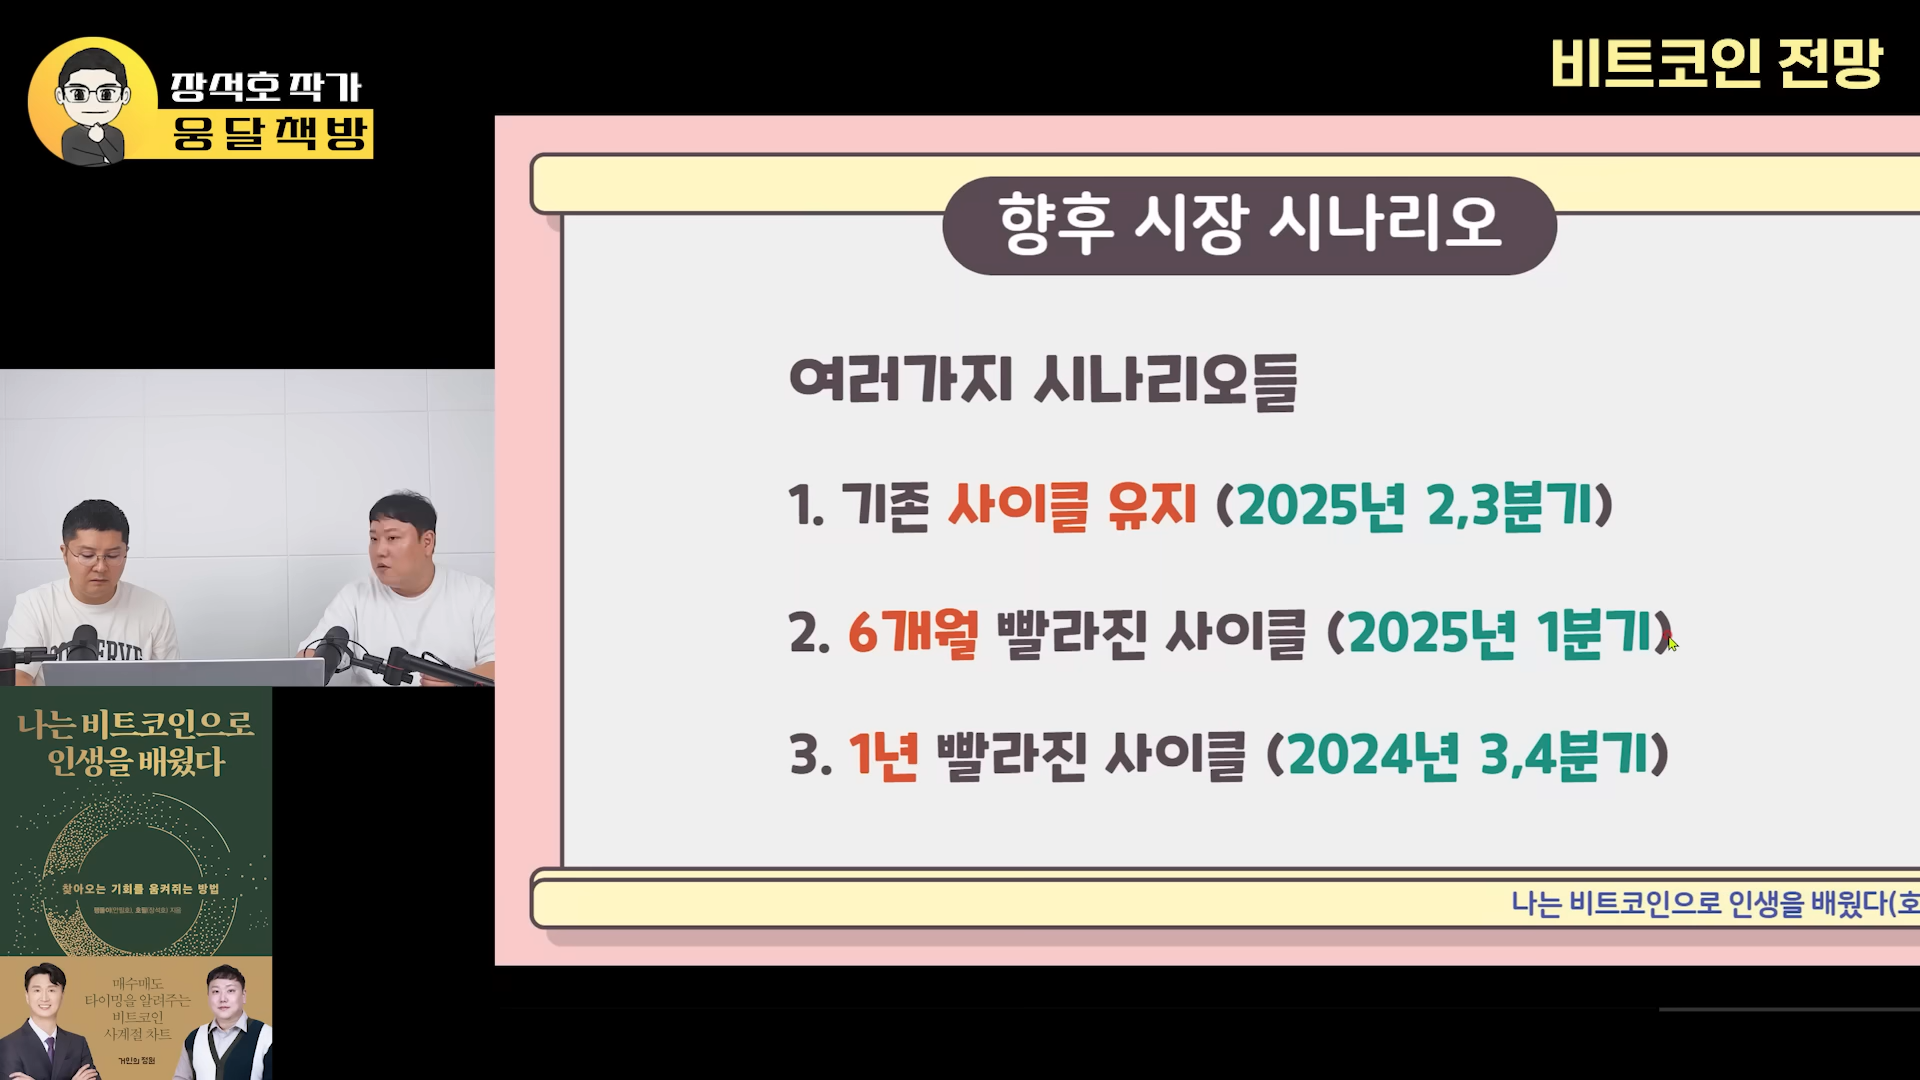 장석호 작가
웅달책방
비트코인 전망
향후 시장 시나리오
여러가지 시나리오들
1. 기존 사이클 유지 (2025년 2,3분기)
2. 6개월 빨라진 사이클 (2025년 1분기)
3. 1년 빨라진 사이클 (2024년 3,4분기)
나는 비트코인으로 인생을 배웠다(호
나는 비트코인으로
인생을 배웠다
찾아오는 기회를 움켜쥐는 방법
매수매도
타이밍을 알려주는
비트코인
사계절 차트
거인의 정원